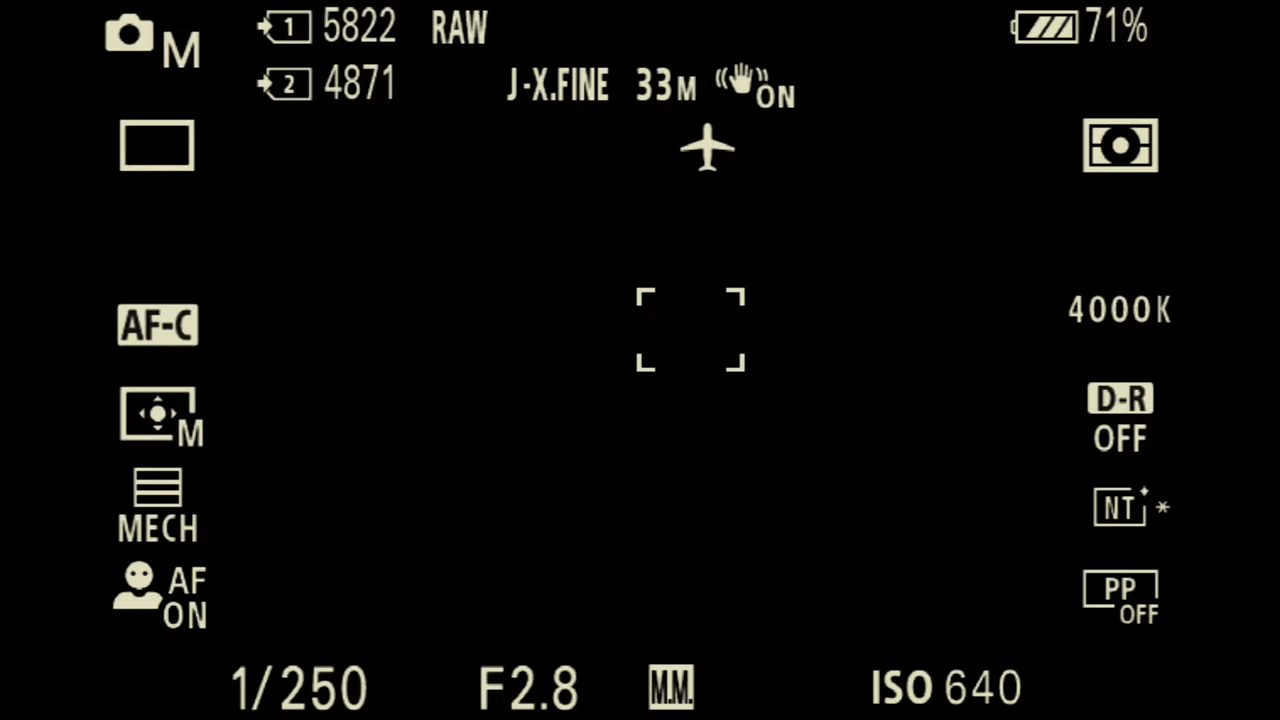 M 1 5822 RAW 71%
2 4871 J-X.FINE 33M ON
AF-C
4000K
D-R
OFF
M
MECH
NT*
AF
ON
PP
OFF
1/250 F2.8 M.M. ISO 640